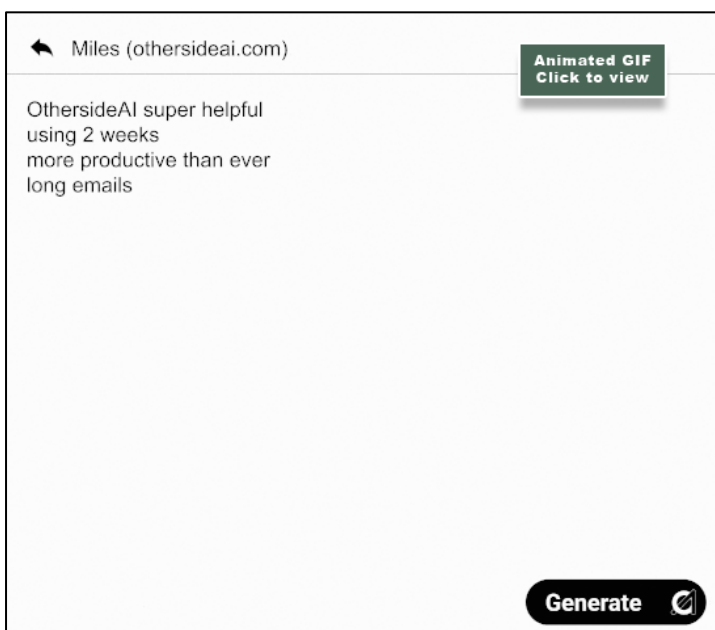 Miles (othersideai.com)
Animated GIF
Click to view
OthersideAI super helpful
using 2 weeks
more productive than ever
long emails
Generate